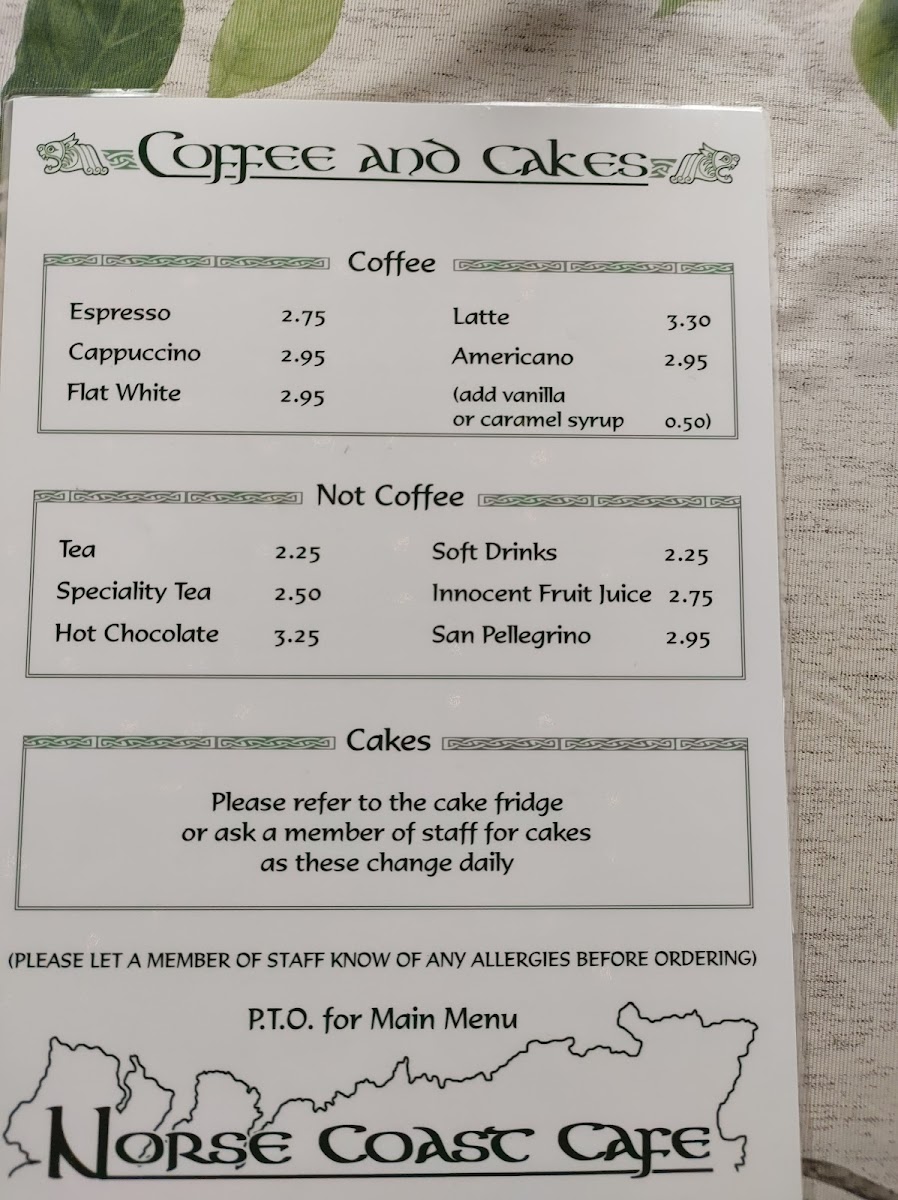 Coffee and Cakes
Coffee
Espresso 2.75 Latte 3.30
Cappuccino 2.95 Americano 2.95
Flat White 2.95 (add vanilla
or caramel syrup 0.50)
Not Coffee
Tea 2.25 Soft Drinks 2.25
Speciality Tea 2.50 Innocent Fruit Juice 2.75
Hot Chocolate 3.25 San Pellegrino 2.95
Cakes
Please refer to the cake fridge
or ask a member of staff for cakes
as these change daily
(PLEASE LET A MEMBER OF STAFF KNOW OF ANY ALLERGIES BEFORE ORDERING)
P.T.O. for Main Menu
Norse Coast Cafe